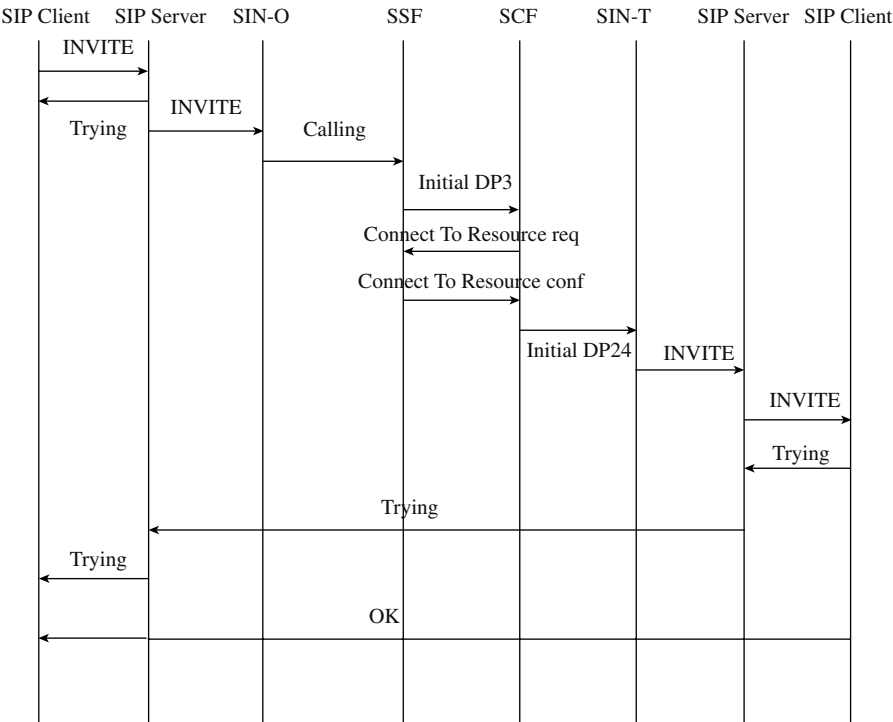 SIP Client SIP Server SIN-O SSF SCF SIN-T SIP Server SIP Client
INVITE
INVITE
Trying
Calling
Initial DP3
Connect To Resource req
Connect To Resource conf
Initial DP24
INVITE
INVITE
Trying
Trying
Trying
OK